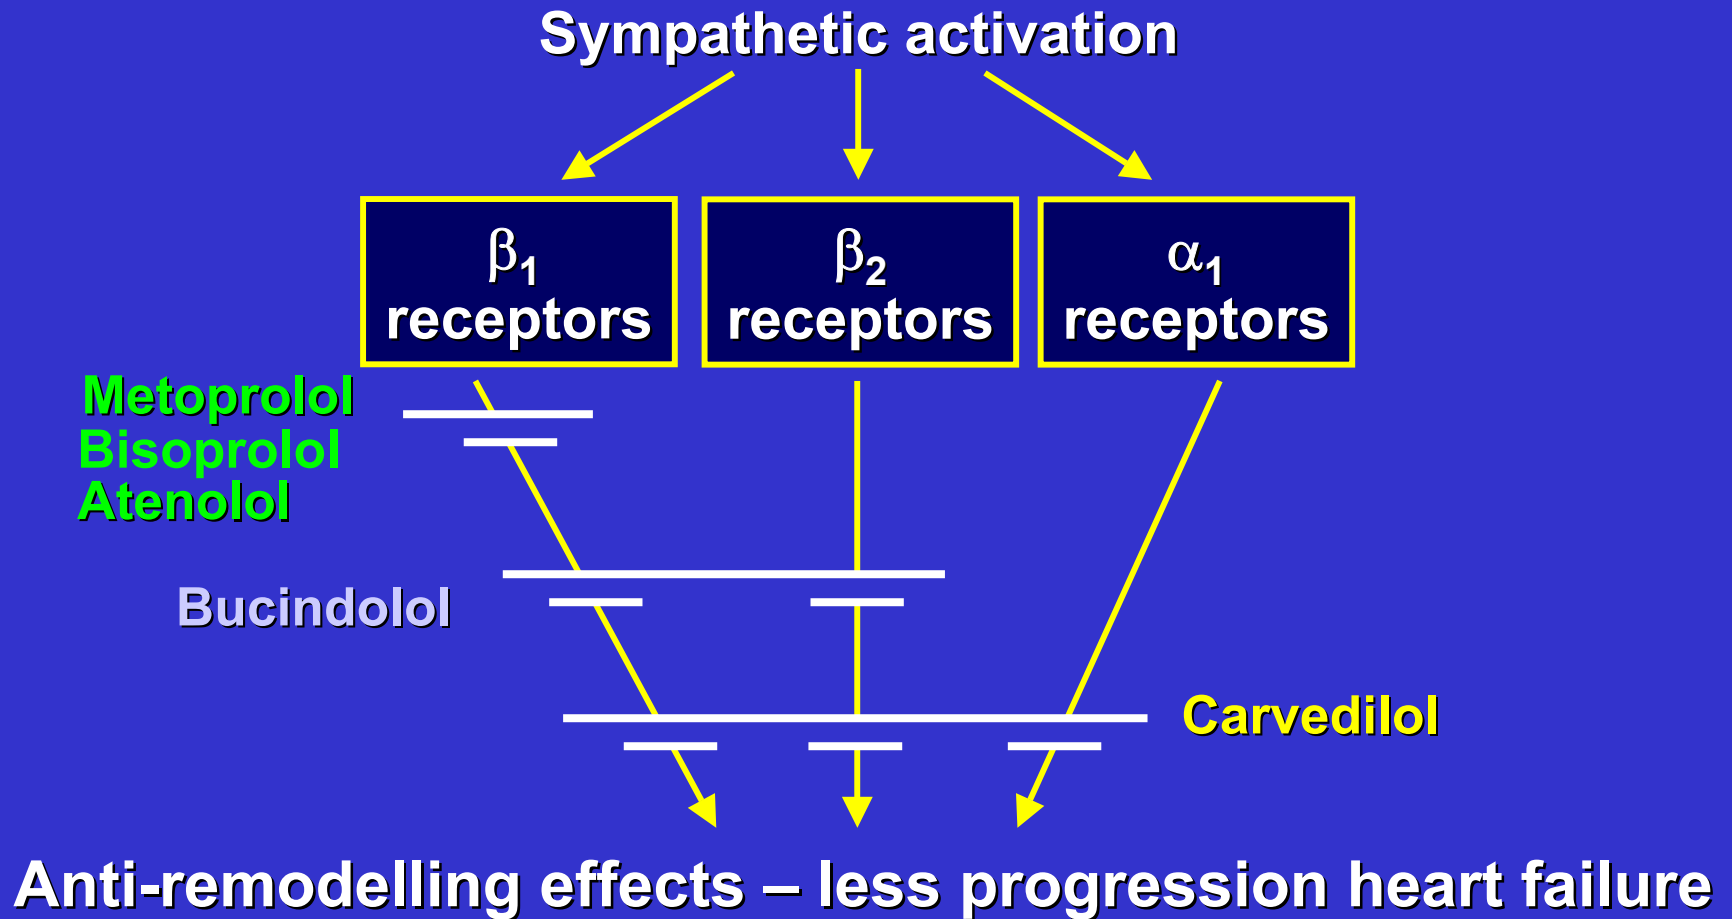 Sympathetic activation
β1
receptors
β2
receptors
α1
receptors
Metoprolol
Bisoprolol
Atenolol
Bucindolol
Carvedilol
Anti-remodelling effects – less progression heart failure